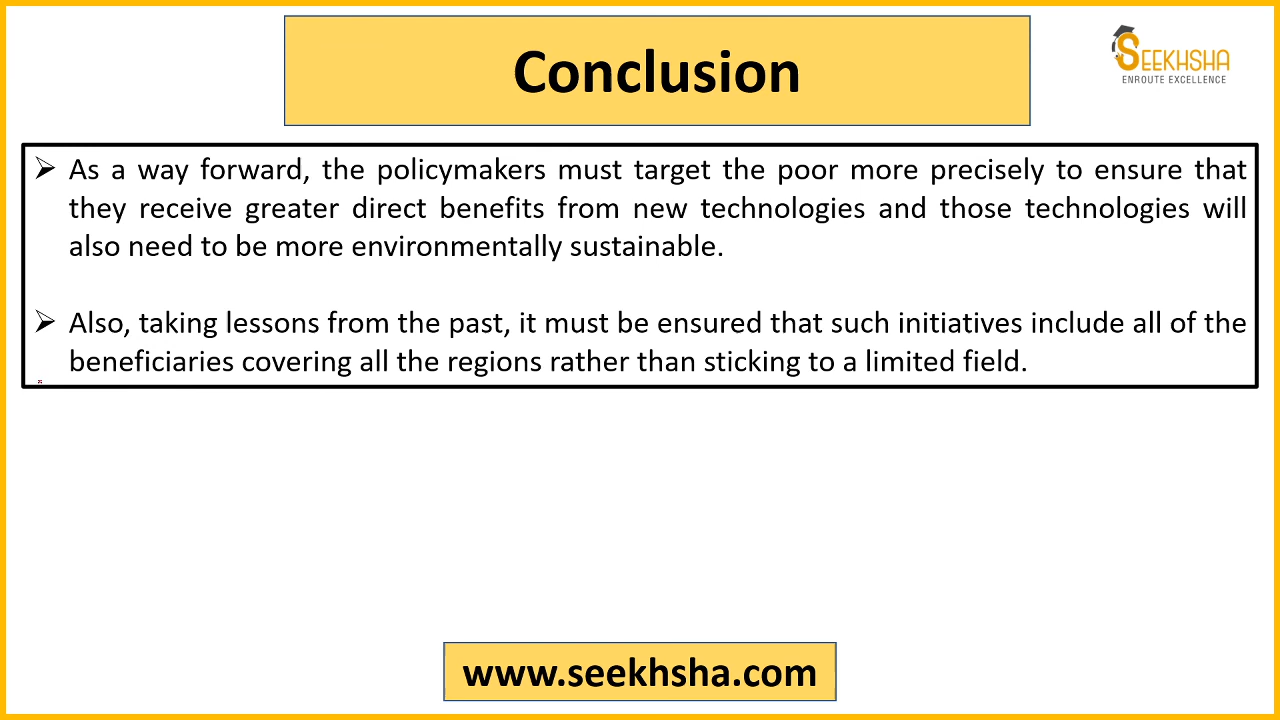 Conclusion
SEEKHSHA
ENROUTE EXCELLENCE
➢ As a way forward, the policymakers must target the poor more precisely to ensure that
they receive greater direct benefits from new technologies and those technologies will
also need to be more environmentally sustainable.
➢ Also, taking lessons from the past, it must be ensured that such initiatives include all of the
beneficiaries covering all the regions rather than sticking to a limited field.
www.seekhsha.com